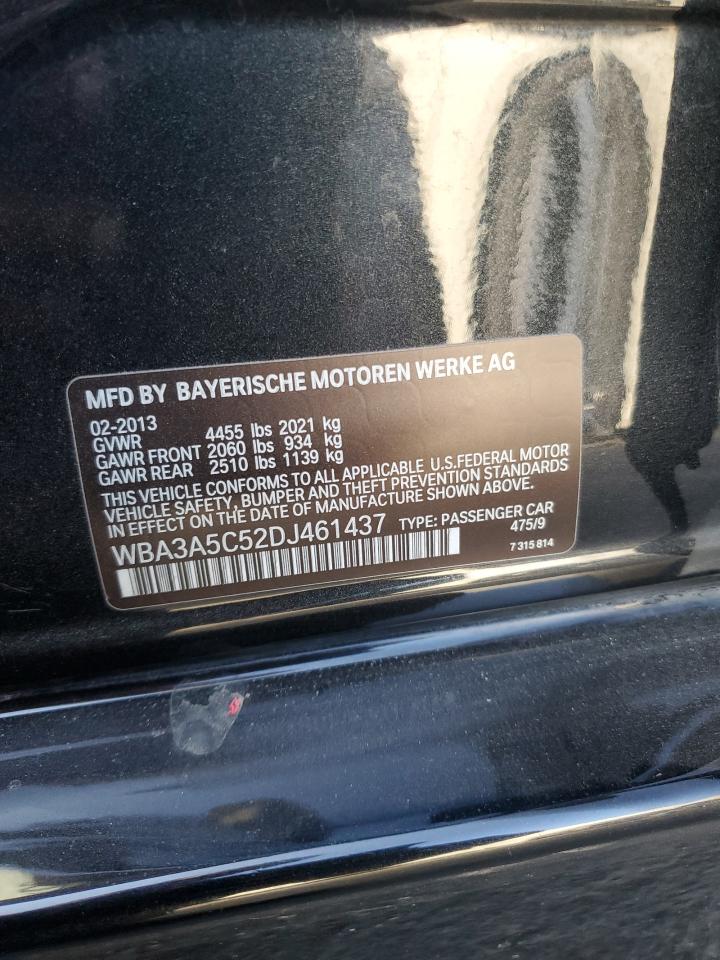 MFD BY BAYERISCHE MOTOREN WERKE AG
02-2013
GVWR 4455 lbs 2021 kg
GAWR FRONT 2060 lbs 934 kg
GAWR REAR 2510 lbs 1139 kg
THIS VEHICLE CONFORMS TO ALL APPLICABLE U.S.FEDERAL MOTOR
VEHICLE SAFETY, BUMPER AND THEFT PREVENTION STANDARDS
IN EFFECT ON THE DATE OF MANUFACTURE SHOWN ABOVE.
WBA3A5C52DJ461437 TYPE: PASSENGER CAR
475/9
7 315 814